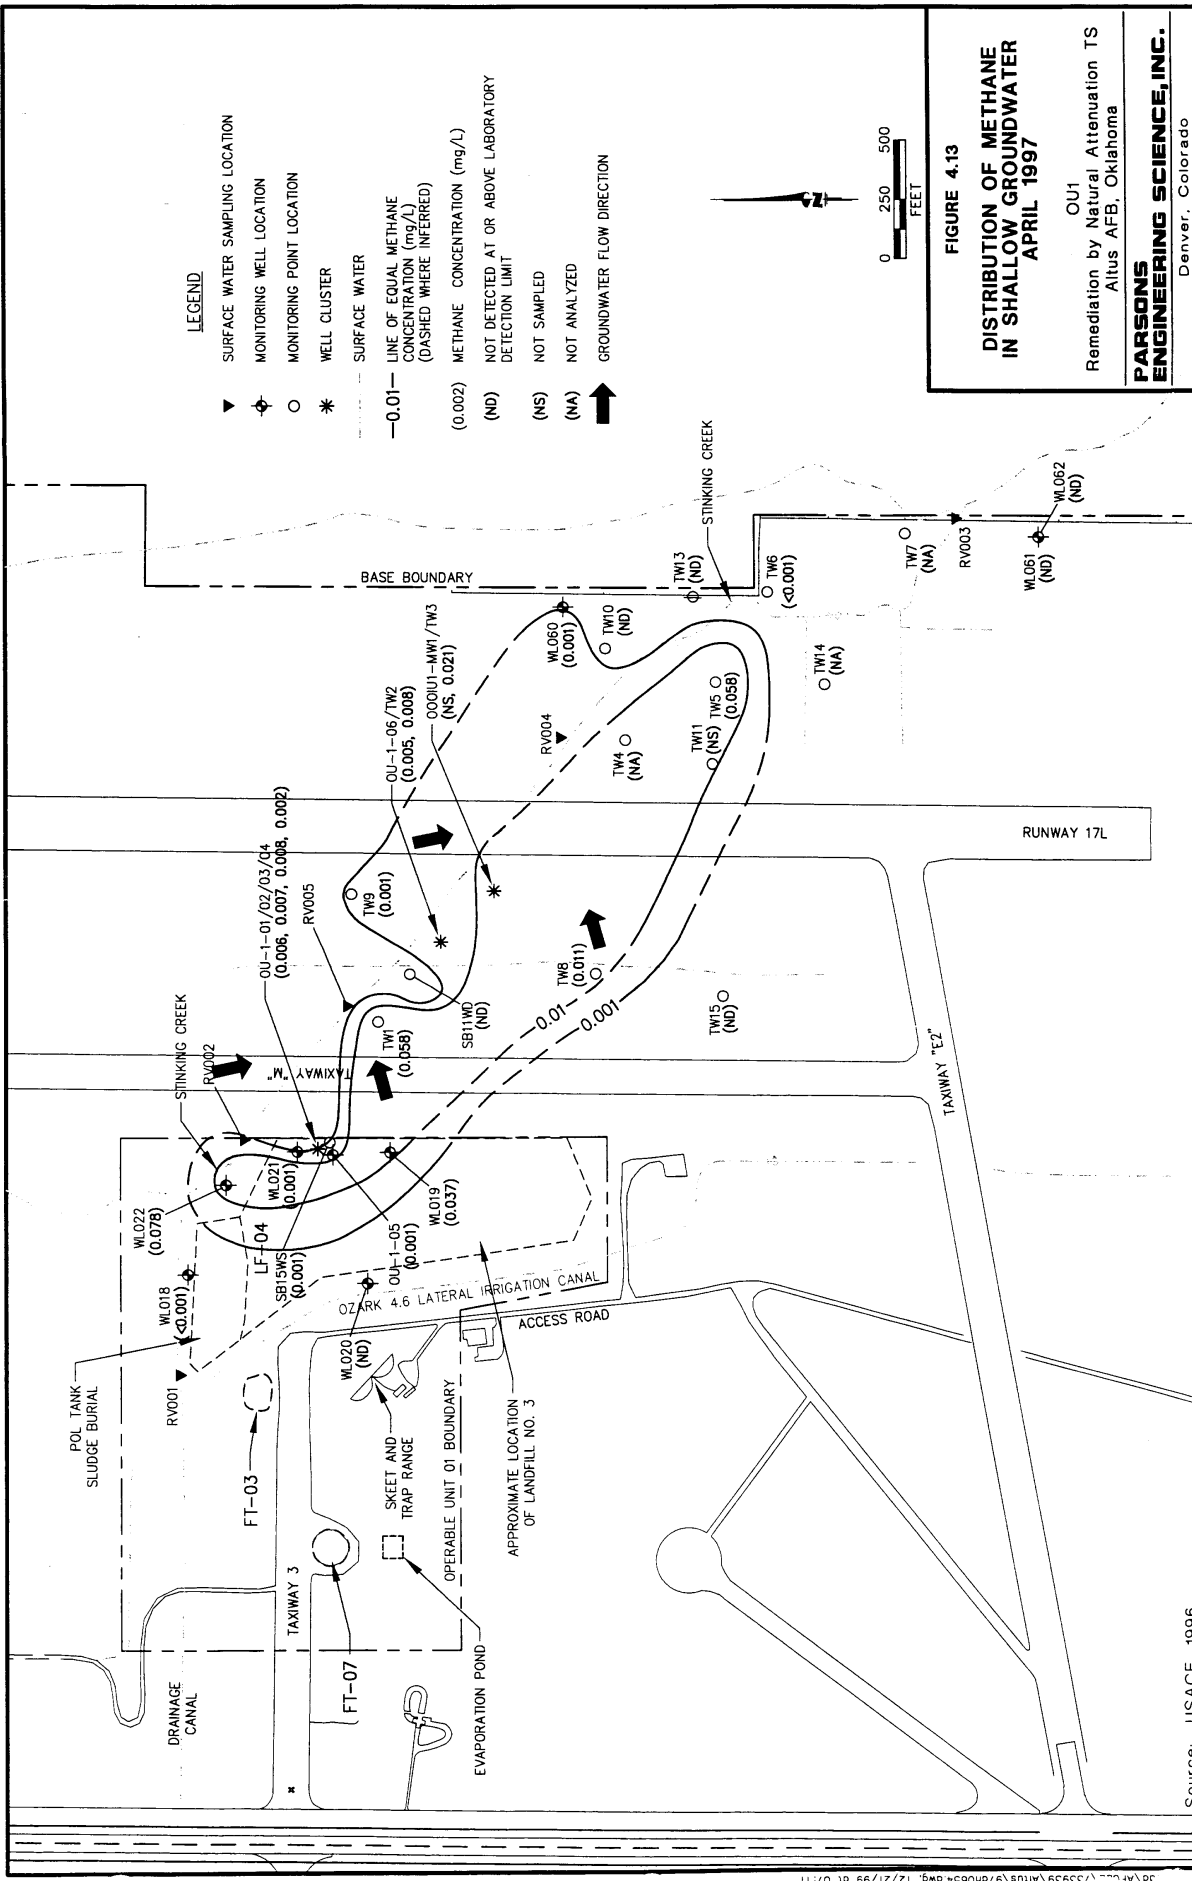 LEGEND
SURFACE WATER SAMPLING LOCATION
MONITORING WELL LOCATION
MONITORING POINT LOCATION
WELL CLUSTER
SURFACE WATER
—0.01— LINE OF EQUAL METHANE
CONCENTRATION (mg/L)
(DASHED WHERE INFERRED)
(0.002) METHANE CONCENTRATION (mg/L)
(ND) NOT DETECTED AT OR ABOVE LABORATORY
DETECTION LIMIT
(NS) NOT SAMPLED
(NA) NOT ANALYZED
GROUNDWATER FLOW DIRECTION
N
0 250 500
FEET
FIGURE 4.13
DISTRIBUTION OF METHANE
IN SHALLOW GROUNDWATER
APRIL 1997
OU1
Remediation by Natural Attenuation TS
Altus AFB, Oklahoma
PARSONS
ENGINEERING SCIENCE, INC.
Denver, Colorado
POL TANK
SLUDGE BURIAL
RV001
WL018
(<0.001)
WL022
(0.078)
STINKING CREEK
RV002
OU-1-01/02/03/04
(0.006, 0.007, 0.008, 0.002)
RV005
OU-1-06/TW2
(0.005, 0.008)
OOOIU1-MW1/TW3
(NS, 0.021)
BASE BOUNDARY
STINKING CREEK
LF-04
WL021
(0.001)
SB15WS
(0.001)
TAXIWAY "M"
TW1
(0.058)
SB11WD
(ND)
TW9
(0.001)
WL060
(0.001)
TW10
(ND)
TW13
(ND)
TW6
(<0.001)
RV004
TW4
(NA)
TW11
(NS)
TW5
(0.058)
TW14
(NA)
TW7
(NA)
RV003
WL061
(ND)
WL062
(ND)
OU-1-05
(0.001)
WL019
(0.037)
TW8
(0.011)
0.01
0.001
TW15
(ND)
RUNWAY 17L
TAXIWAY "E2"
WL020
(ND)
OZARK 4.6 LATERAL IRRIGATION CANAL
ACCESS ROAD
FT-03
SKEET AND
TRAP RANGE
OPERABLE UNIT 01 BOUNDARY
APPROXIMATE LOCATION
OF LANDFILL NO. 3
DRAINAGE
CANAL
TAXIWAY 3
FT-07
EVAPORATION POND
Source: USACE, 1996